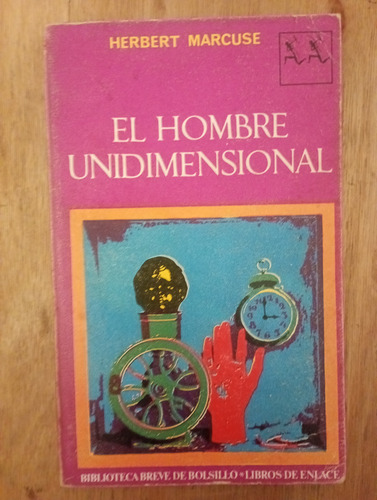 HERBERT MARCUSE
EL HOMBRE
UNIDIMENSIONAL
BIBLIOTECA BREVE DE BOLSILLO • LIBROS DE ENLACE